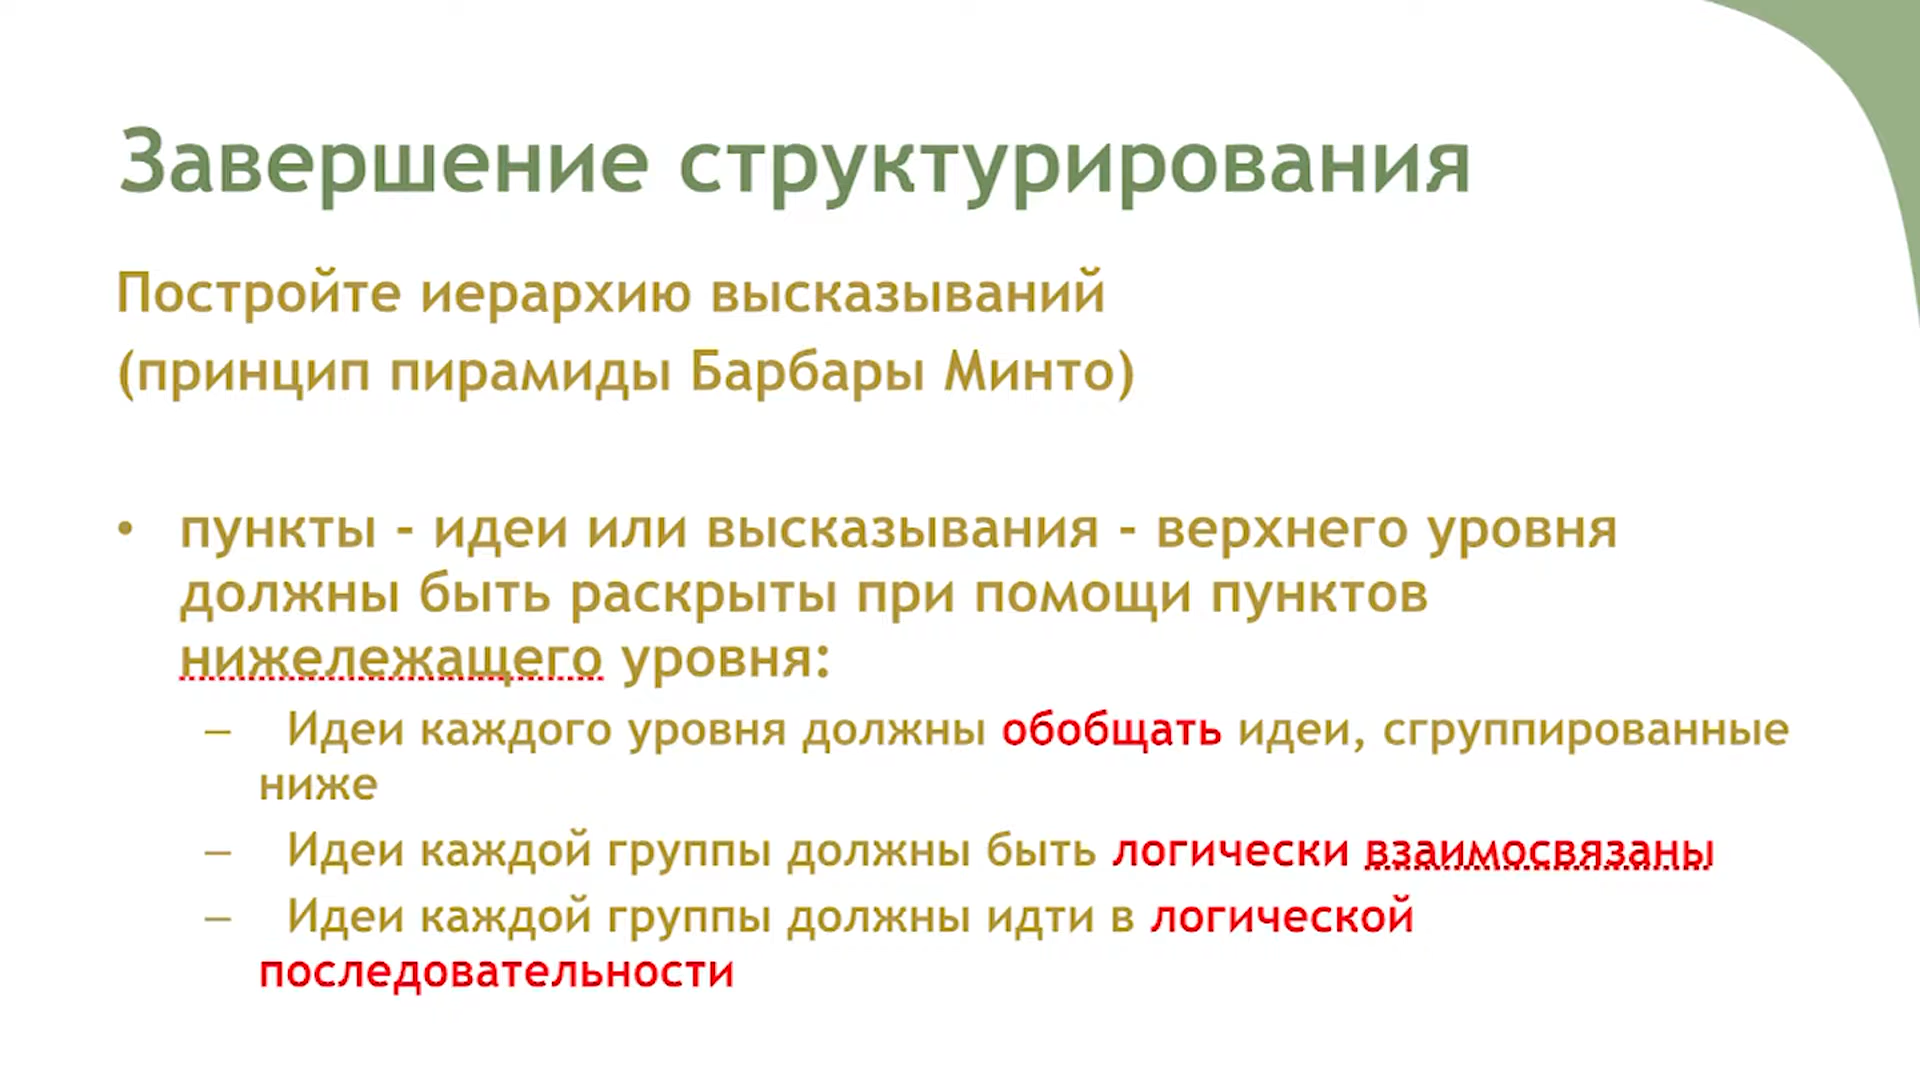 Завершение структурирования
Постройте иерархию высказываний
(принцип пирамиды Барбары Минто)
• пункты - идеи или высказывания - верхнего уровня
должны быть раскрыты при помощи пунктов
нижележащего уровня:
– Идеи каждого уровня должны обобщать идеи, сгруппированные
ниже
– Идеи каждой группы должны быть логически взаимосвязаны
– Идеи каждой группы должны идти в логической
последовательности